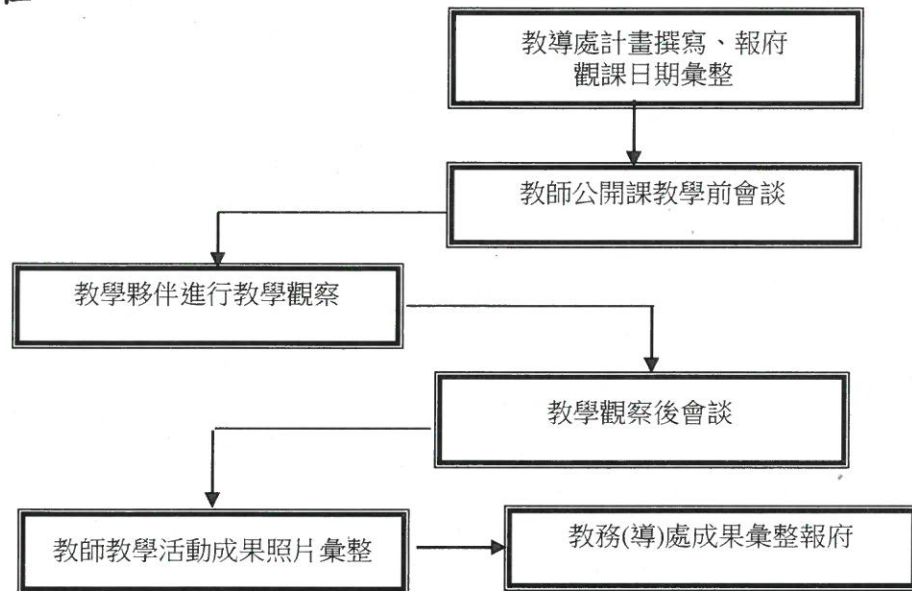 教導處計畫撰寫、報府
觀課日期彙整
教師公開課教學前會談
教學夥伴進行教學觀察
教學觀察後會談
教師教學活動成果照片彙整
教務(導)處成果彙整報府